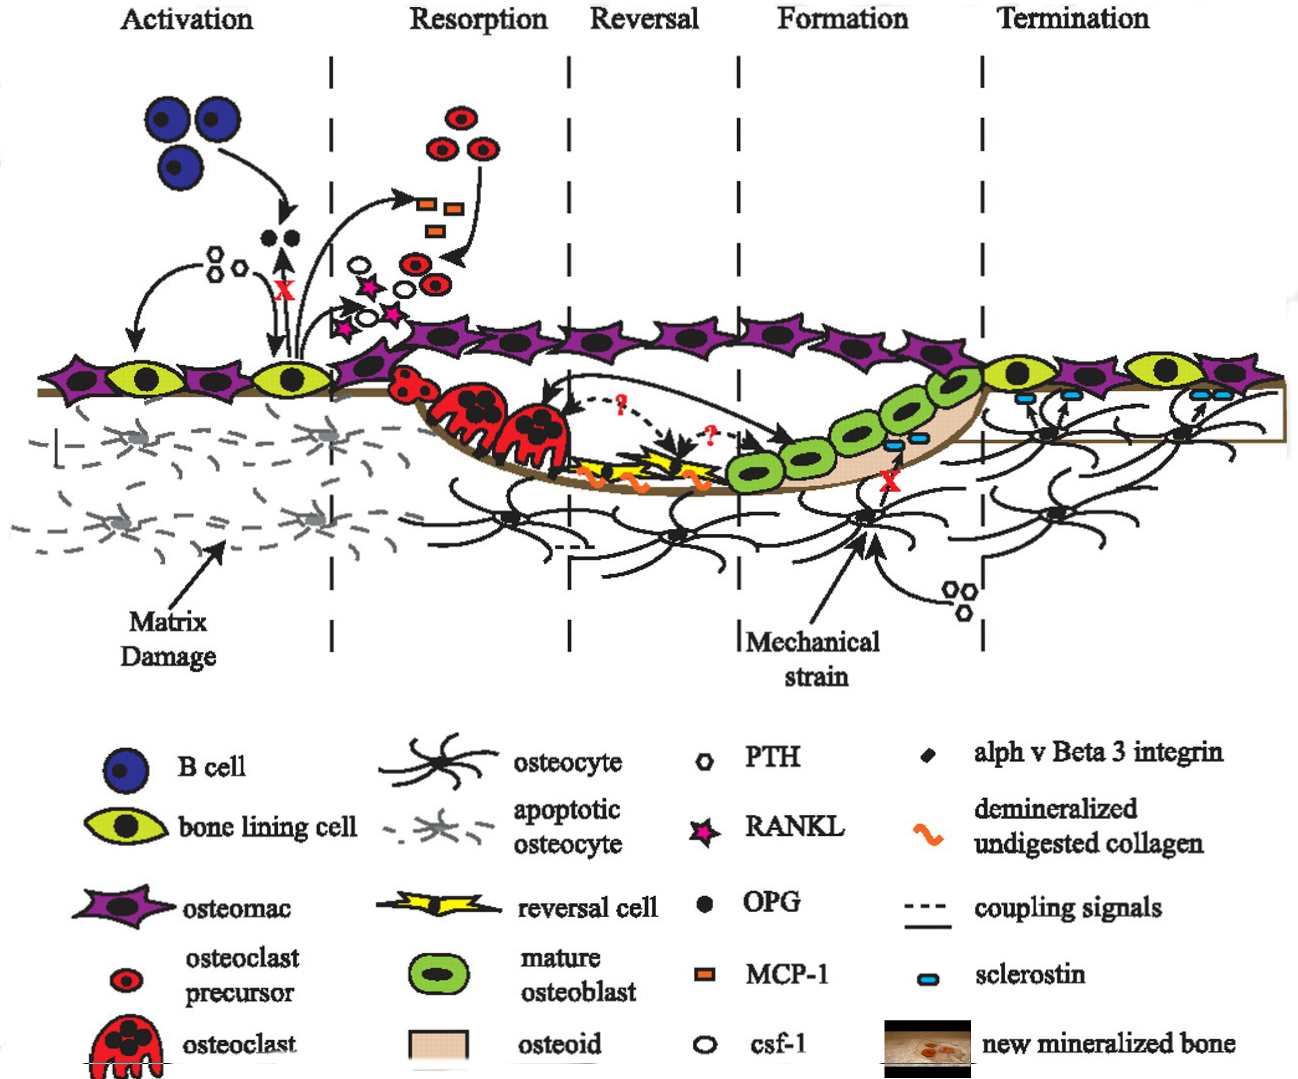 Activation
Resorption
Reversal
Formation
Termination
X
?
?
X
Matrix
Damage
Mechanical
strain
B cell
osteocyte
PTH
alph v Beta 3 integrin
bone lining cell
apoptotic
osteocyte
RANKL
demineralized
undigested collagen
osteomac
reversal cell
OPG
coupling signals
osteoclast
precursor
mature
osteoblast
MCP-1
sclerostin
osteoclast
osteoid
csf-1
new mineralized bone